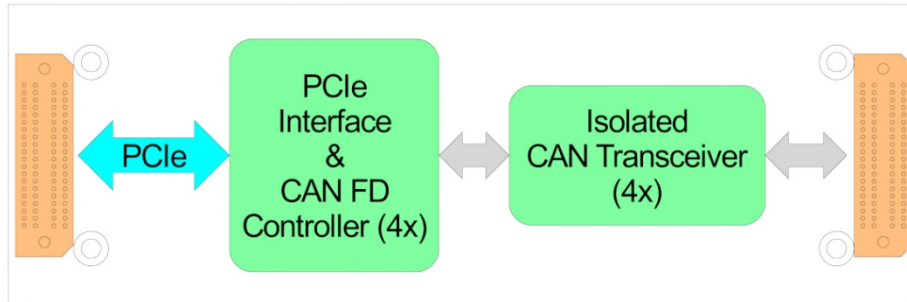 PCIe
PCIe
Interface
&
CAN FD
Controller (4x)
Isolated
CAN Transceiver
(4x)